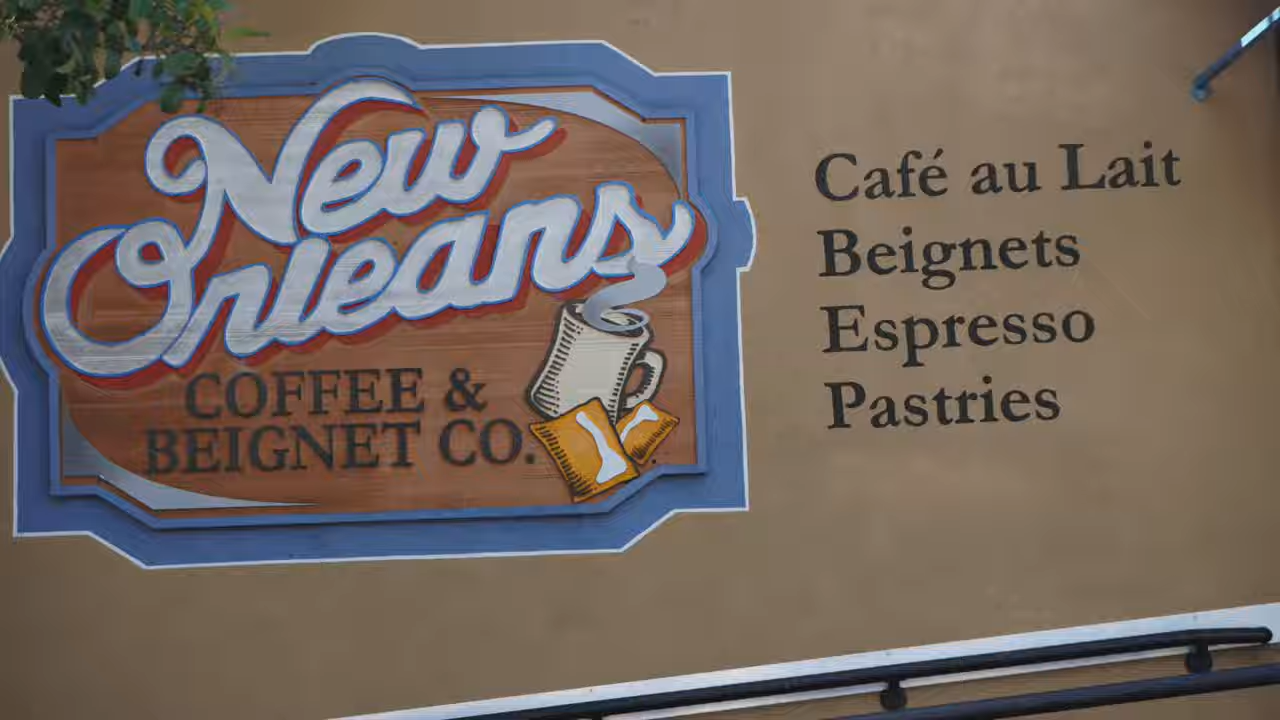 New
Orleans
COFFEE &
BEIGNET CO.
Café au Lait
Beignets
Espresso
Pastries